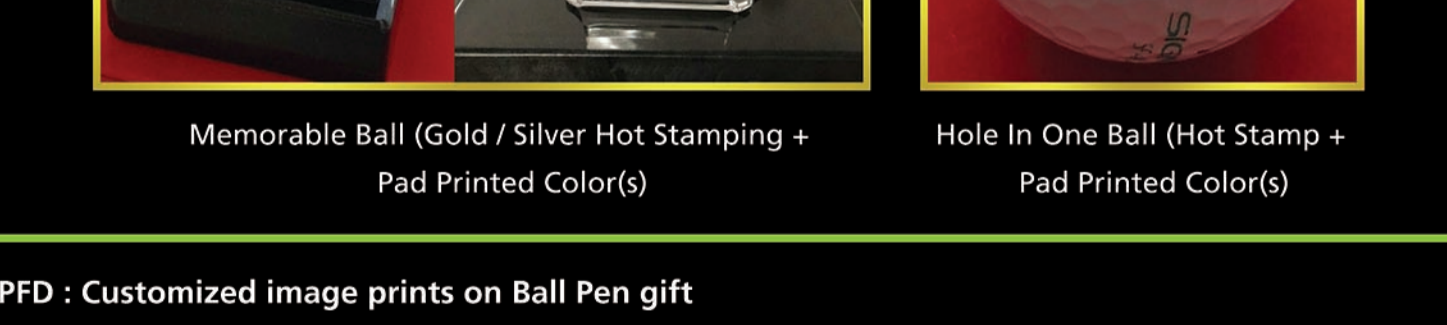 Memorable Ball (Gold / Silver Hot Stamping +
Pad Printed Color(s)
Hole In One Ball (Hot Stamp +
Pad Printed Color(s)
PFD : Customized image prints on Ball Pen gift